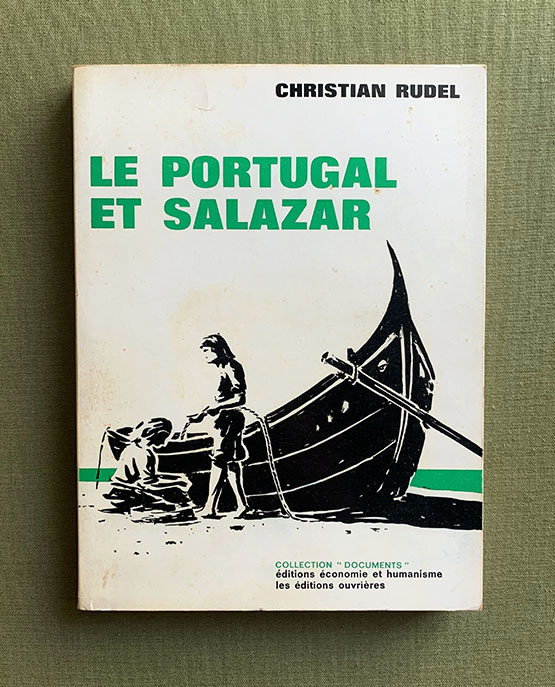 CHRISTIAN RUDEL
LE PORTUGAL
ET SALAZAR
COLLECTION "DOCUMENTS"
éditions économie et humanisme
les éditions ouvrières